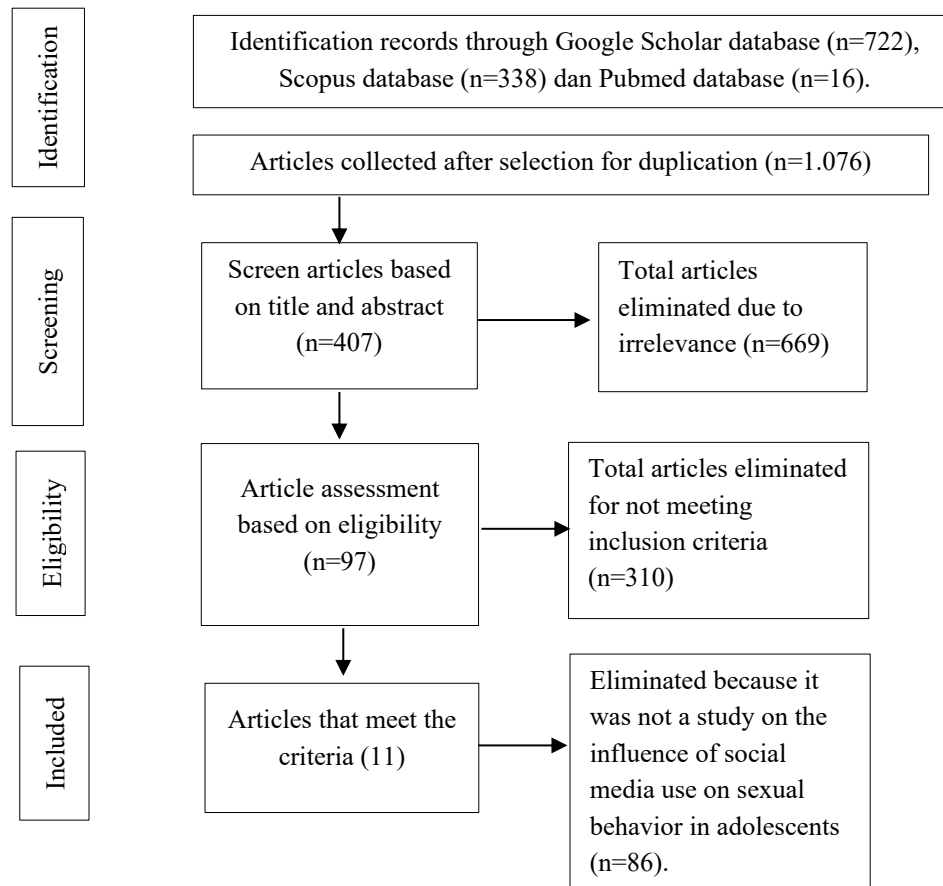 Identification
Identification records through Google Scholar database (n=722),
Scopus database (n=338) dan Pubmed database (n=16).
Articles collected after selection for duplication (n=1.076)
Screening
Screen articles based
on title and abstract
(n=407)
Total articles
eliminated due to
irrelevance (n=669)
Eligibility
Article assessment
based on eligibility
(n=97)
Total articles eliminated
for not meeting
inclusion criteria
(n=310)
Included
Articles that meet the
criteria (11)
Eliminated because it
was not a study on the
influence of social
media use on sexual
behavior in adolescents
(n=86).